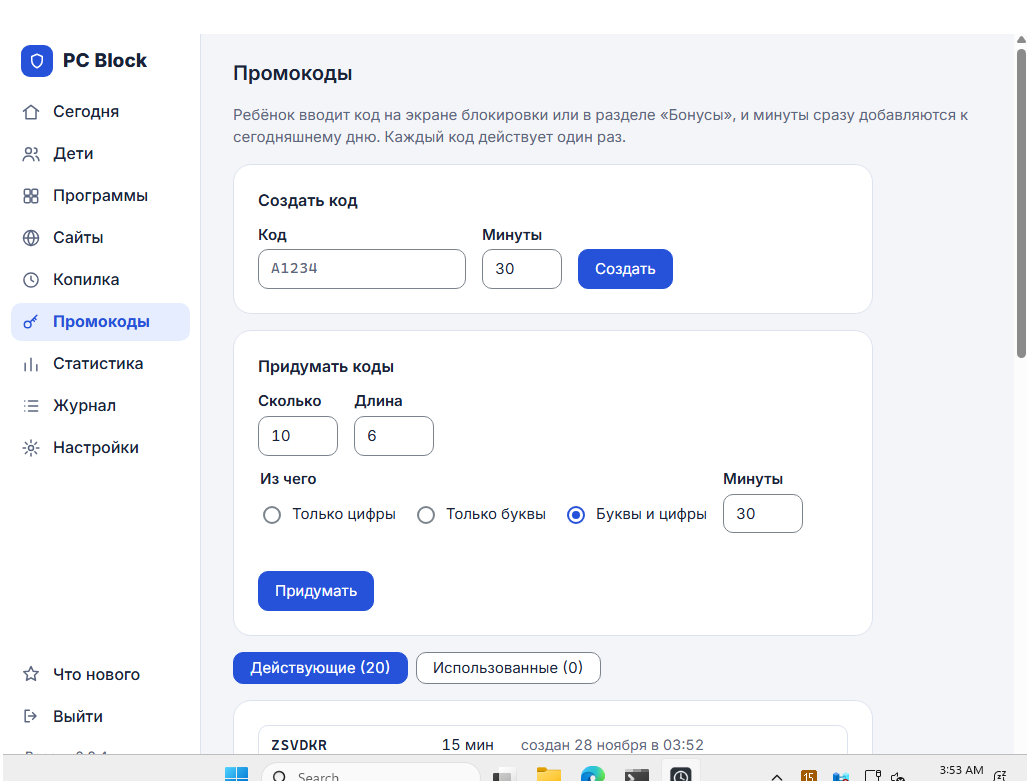 PC Block
Сегодня
Дети
Программы
Сайты
Копилка
Промокоды
Статистика
Журнал
Настройки
Что нового
Выйти
Промокоды
Ребёнок вводит код на экране блокировки или в разделе «Бонусы», и минуты сразу добавляются к
сегодняшнему дню. Каждый код действует один раз.
Создать код
Код Минуты
A1234 30 Создать
Придумать коды
Сколько Длина
10 6
Из чего Минуты
Только цифры Только буквы Буквы и цифры 30
Придумать
Действующие (20) Использованные (0)
ZSVDKR 15 мин создан 28 ноября в 03:52
Search 15 3:53 AM